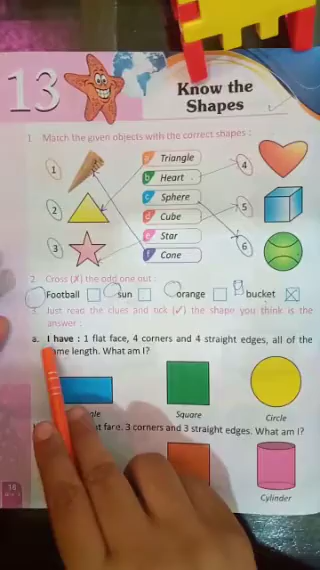 13
Know the
Shapes
1. Match the given objects with the correct shapes :
1
2
3
a Triangle
b Heart
c Sphere
d Cube
e Star
f Cone
4
5
6
2. Cross (✗) the odd one out :
Football sun orange bucket
3. Just read the clues and tick (✓) the shape you think is the
answer :
a. I have : 1 flat face, 4 corners and 4 straight edges, all of the
same length. What am I?
Square
Circle
3 corners and 3 straight edges. What am I?
Cylinder